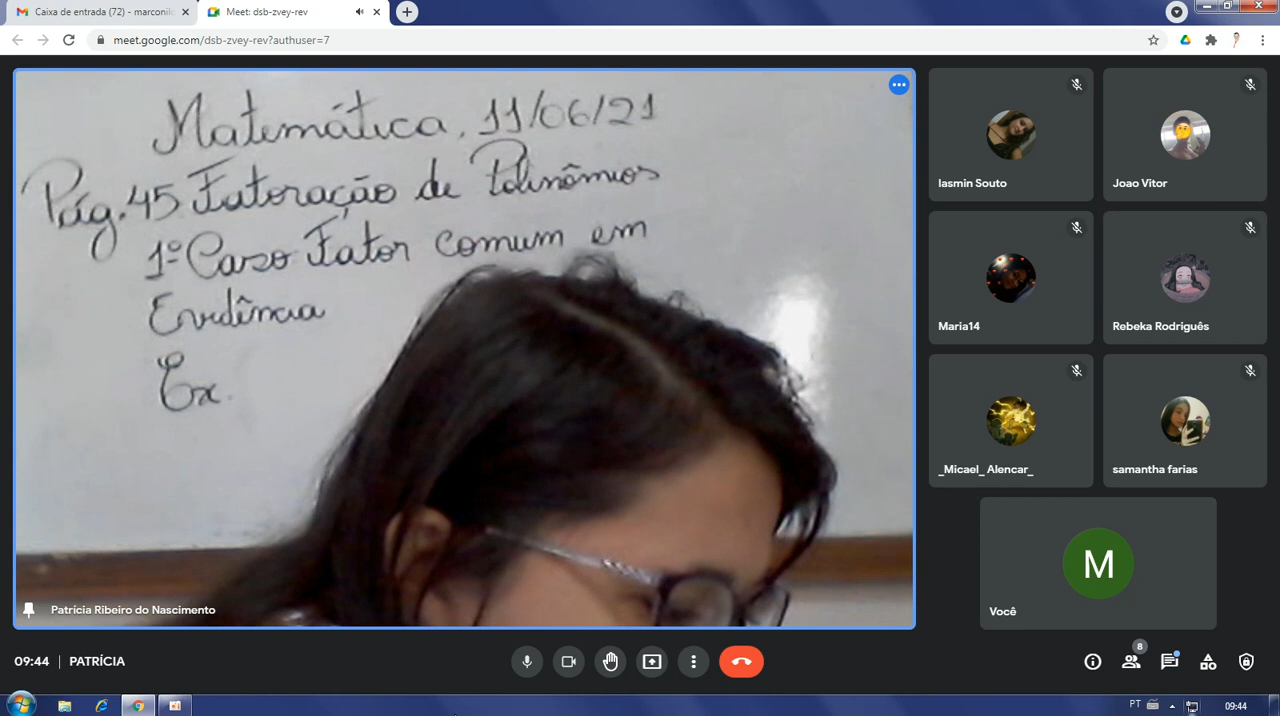 Caixa de entrada (72) - marconil
Meet: dsb-zvey-rev
meet.google.com/dsb-zvey-rev?authuser=7
Matemática, 11/06/21
Pág. 45 Fatoração de Polinômios
1º Caso Fator comum em
Evidência
Ex.
Patrícia Ribeiro do Nascimento
Iasmin Souto
Joao Vitor
Maria14
Rebeka Rodriguês
_Micael_ Alencar_
samantha farias
M
Você
09:44 | PATRÍCIA
8
PT
09:44